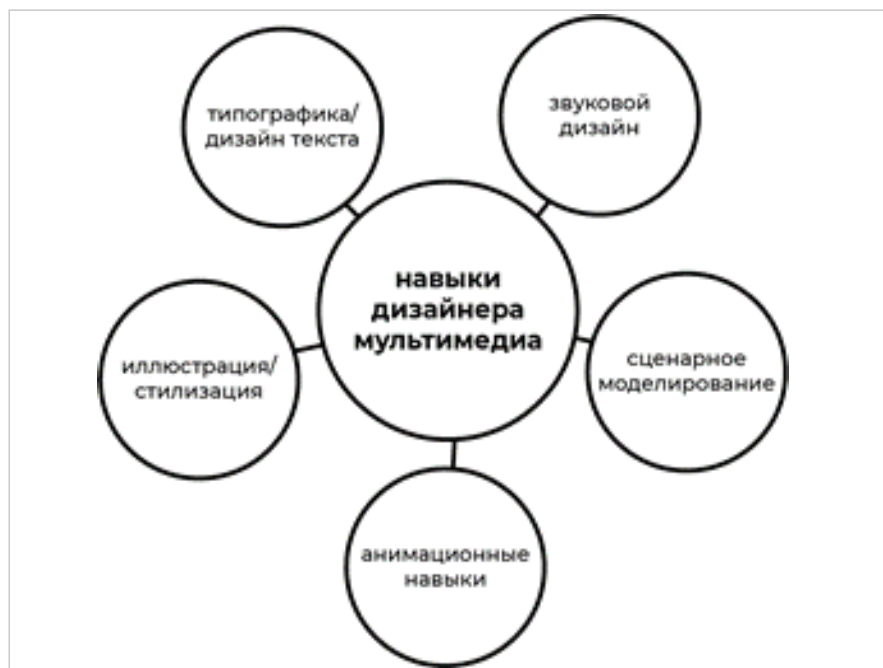 типографика/
дизайн текста
звуковой
дизайн
навыки
дизайнера
мультимедиа
иллюстрация/
стилизация
сценарное
моделирование
анимационные
навыки